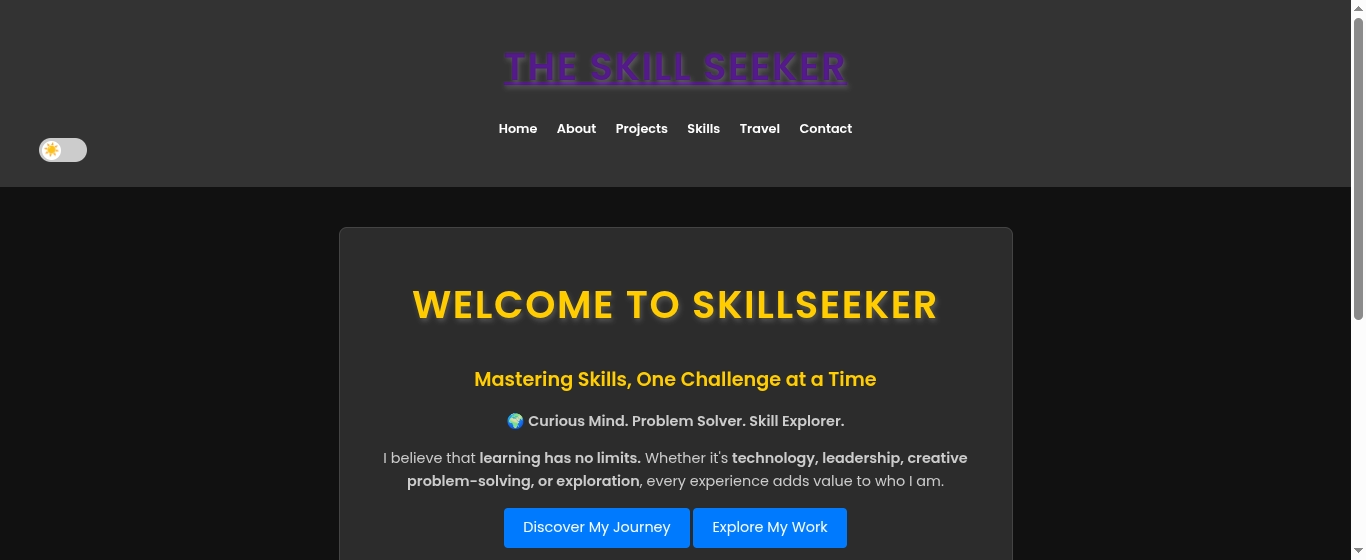 THE SKILL SEEKER
Home About Projects Skills Travel Contact
WELCOME TO SKILLSEEKER
Mastering Skills, One Challenge at a Time
🌍 Curious Mind. Problem Solver. Skill Explorer.
I believe that learning has no limits. Whether it's technology, leadership, creative
problem-solving, or exploration, every experience adds value to who I am.
Discover My Journey Explore My Work